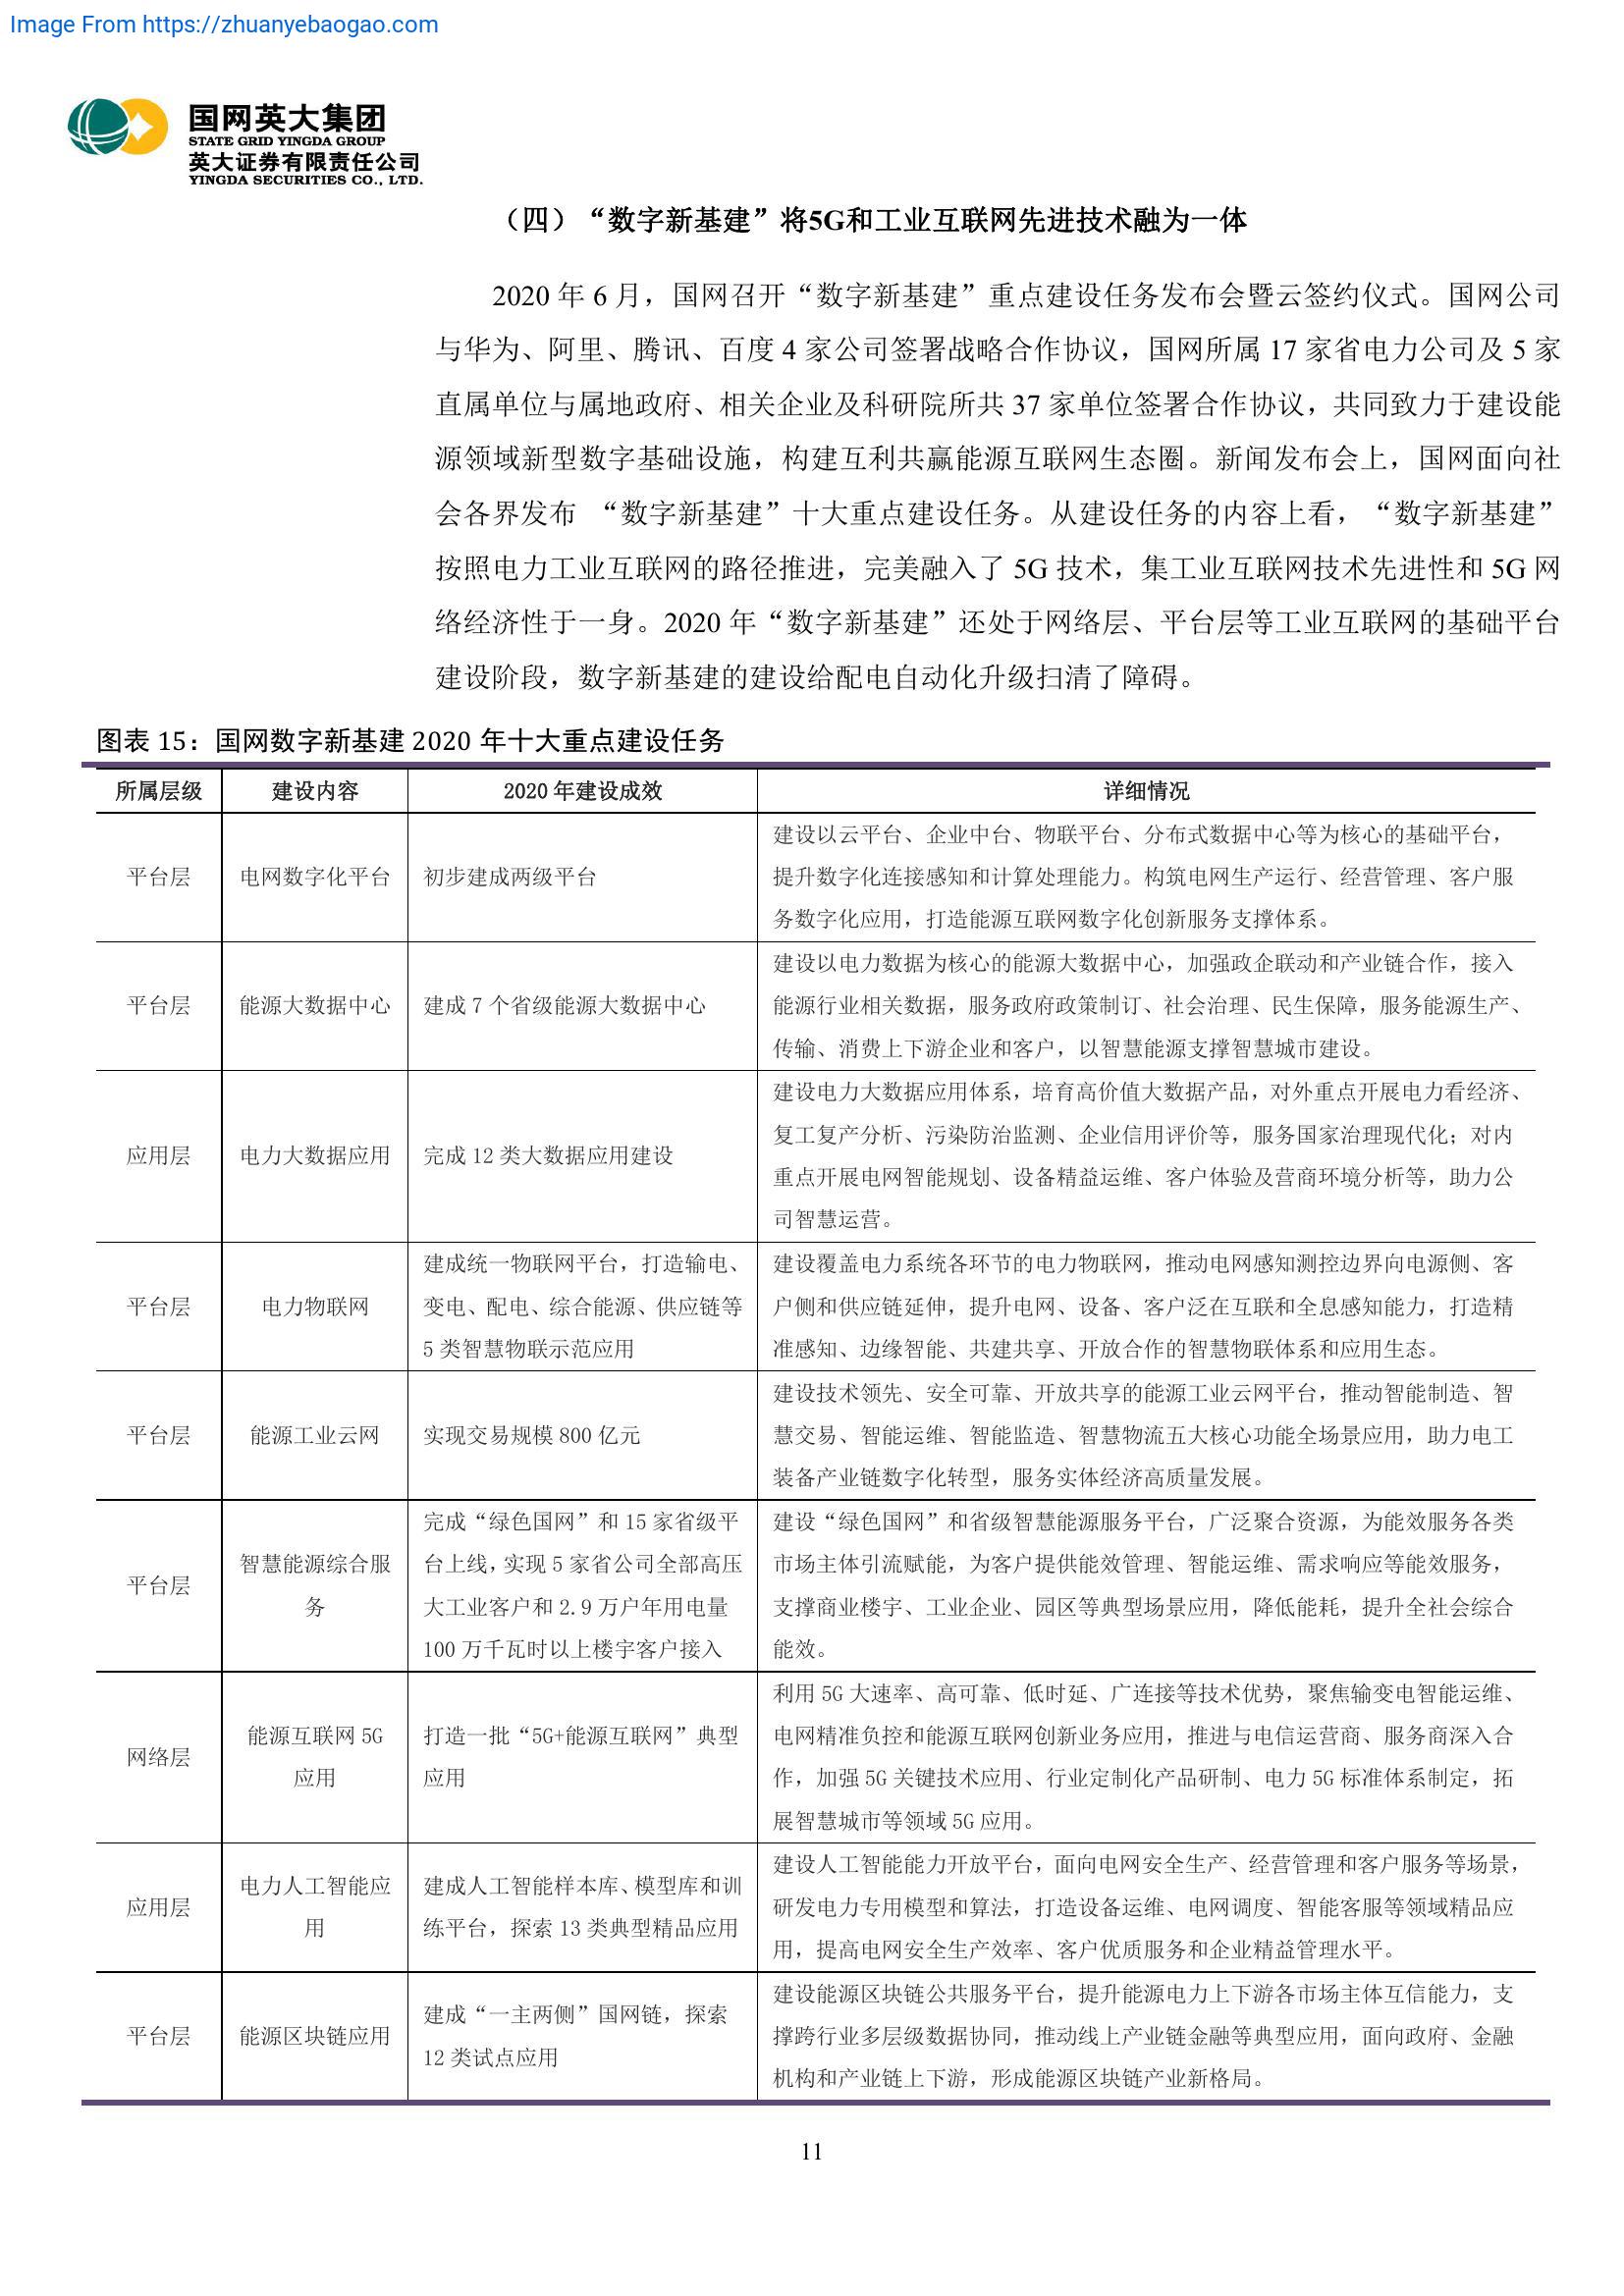 Image From https://zhuanyebaogao.com
国网英大集团
STATE GRID YINGDA GROUP
英大证券有限责任公司
YINGDA SECURITIES CO., LTD.
（四）“数字新基建”将5G和工业互联网先进技术融为一体
2020 年 6 月，国网召开“数字新基建”重点建设任务发布会暨云签约仪式。国网公司
与华为、阿里、腾讯、百度 4 家公司签署战略合作协议，国网所属 17 家省电力公司及 5 家
直属单位与属地政府、相关企业及科研院所共 37 家单位签署合作协议，共同致力于建设能
源领域新型数字基础设施，构建互利共赢能源互联网生态圈。新闻发布会上，国网面向社
会各界发布 “数字新基建”十大重点建设任务。从建设任务的内容上看，“数字新基建”
按照电力工业互联网的路径推进，完美融入了 5G 技术，集工业互联网技术先进性和 5G 网
络经济性于一身。2020 年“数字新基建”还处于网络层、平台层等工业互联网的基础平台
建设阶段，数字新基建的建设给配电自动化升级扫清了障碍。
图表 15：国网数字新基建 2020 年十大重点建设任务
所属层级 建设内容 2020 年建设成效 详细情况
平台层
电网数字化平台
初步建成两级平台
建设以云平台、企业中台、物联平台、分布式数据中心等为核心的基础平台，
提升数字化连接感知和计算处理能力。构筑电网生产运行、经营管理、客户服
务数字化应用，打造能源互联网数字化创新服务支撑体系。
平台层
能源大数据中心
建成 7 个省级能源大数据中心
建设以电力数据为核心的能源大数据中心，加强政企联动和产业链合作，接入
能源行业相关数据，服务政府政策制订、社会治理、民生保障，服务能源生产、
传输、消费上下游企业和客户，以智慧能源支撑智慧城市建设。
应用层
电力大数据应用
完成 12 类大数据应用建设
建设电力大数据应用体系，培育高价值大数据产品，对外重点开展电力看经济、
复工复产分析、污染防治监测、企业信用评价等，服务国家治理现代化；对内
重点开展电网智能规划、设备精益运维、客户体验及营商环境分析等，助力公
司智慧运营。
平台层
电力物联网
建成统一物联网平台，打造输电、
变电、配电、综合能源、供应链等
5 类智慧物联示范应用
建设覆盖电力系统各环节的电力物联网，推动电网感知测控边界向电源侧、客
户侧和供应链延伸，提升电网、设备、客户泛在互联和全息感知能力，打造精
准感知、边缘智能、共建共享、开放合作的智慧物联体系和应用生态。
平台层
能源工业云网
实现交易规模 800 亿元
建设技术领先、安全可靠、开放共享的能源工业云网平台，推动智能制造、智
慧交易、智能运维、智能监造、智慧物流五大核心功能全场景应用，助力电工
装备产业链数字化转型，服务实体经济高质量发展。
平台层
智慧能源综合服
务
完成“绿色国网”和 15 家省级平
台上线，实现 5 家省公司全部高压
大工业客户和 2.9 万户年用电量
100 万千瓦时以上楼宇客户接入
建设“绿色国网”和省级智慧能源服务平台，广泛聚合资源，为能效服务各类
市场主体引流赋能，为客户提供能效管理、智能运维、需求响应等能效服务，
支撑商业楼宇、工业企业、园区等典型场景应用，降低能耗，提升全社会综合
能效。
网络层
能源互联网 5G
应用
打造一批“5G+能源互联网”典型
应用
利用 5G 大速率、高可靠、低时延、广连接等技术优势，聚焦输变电智能运维、
电网精准负控和能源互联网创新业务应用，推进与电信运营商、服务商深入合
作，加强 5G 关键技术应用、行业定制化产品研制、电力 5G 标准体系制定，拓
展智慧城市等领域 5G 应用。
应用层
电力人工智能应
用
建成人工智能样本库、模型库和训
练平台，探索 13 类典型精品应用
建设人工智能能力开放平台，面向电网安全生产、经营管理和客户服务等场景，
研发电力专用模型和算法，打造设备运维、电网调度、智能客服等领域精品应
用，提高电网安全生产效率、客户优质服务和企业精益管理水平。
平台层
能源区块链应用
建成“一主两侧”国网链，探索
12 类试点应用
建设能源区块链公共服务平台，提升能源电力上下游各市场主体互信能力，支
撑跨行业多层级数据协同，推动线上产业链金融等典型应用，面向政府、金融
机构和产业链上下游，形成能源区块链产业新格局。
11